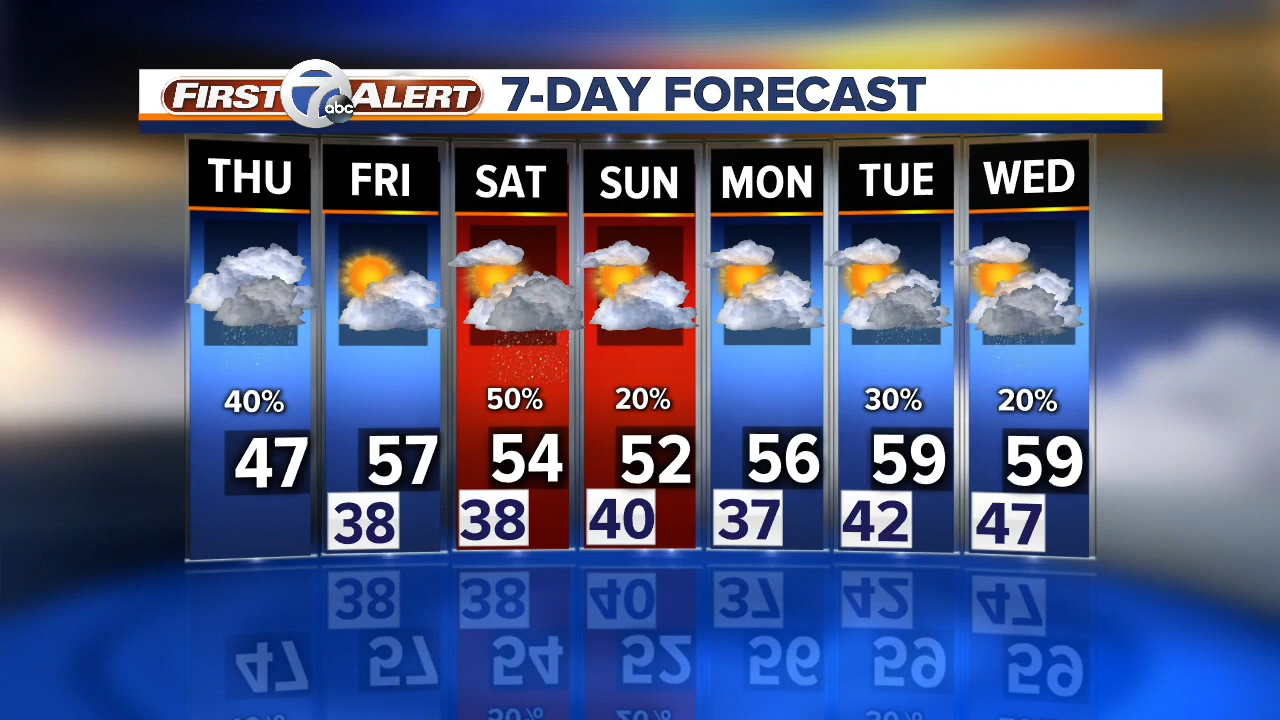 FIRST 7 abc ALERT 7-DAY FORECAST
THU FRI SAT SUN MON TUE WED
40% 50% 20% 30% 20%
47 57 54 52 56 59 59
38 38 40 37 42 47